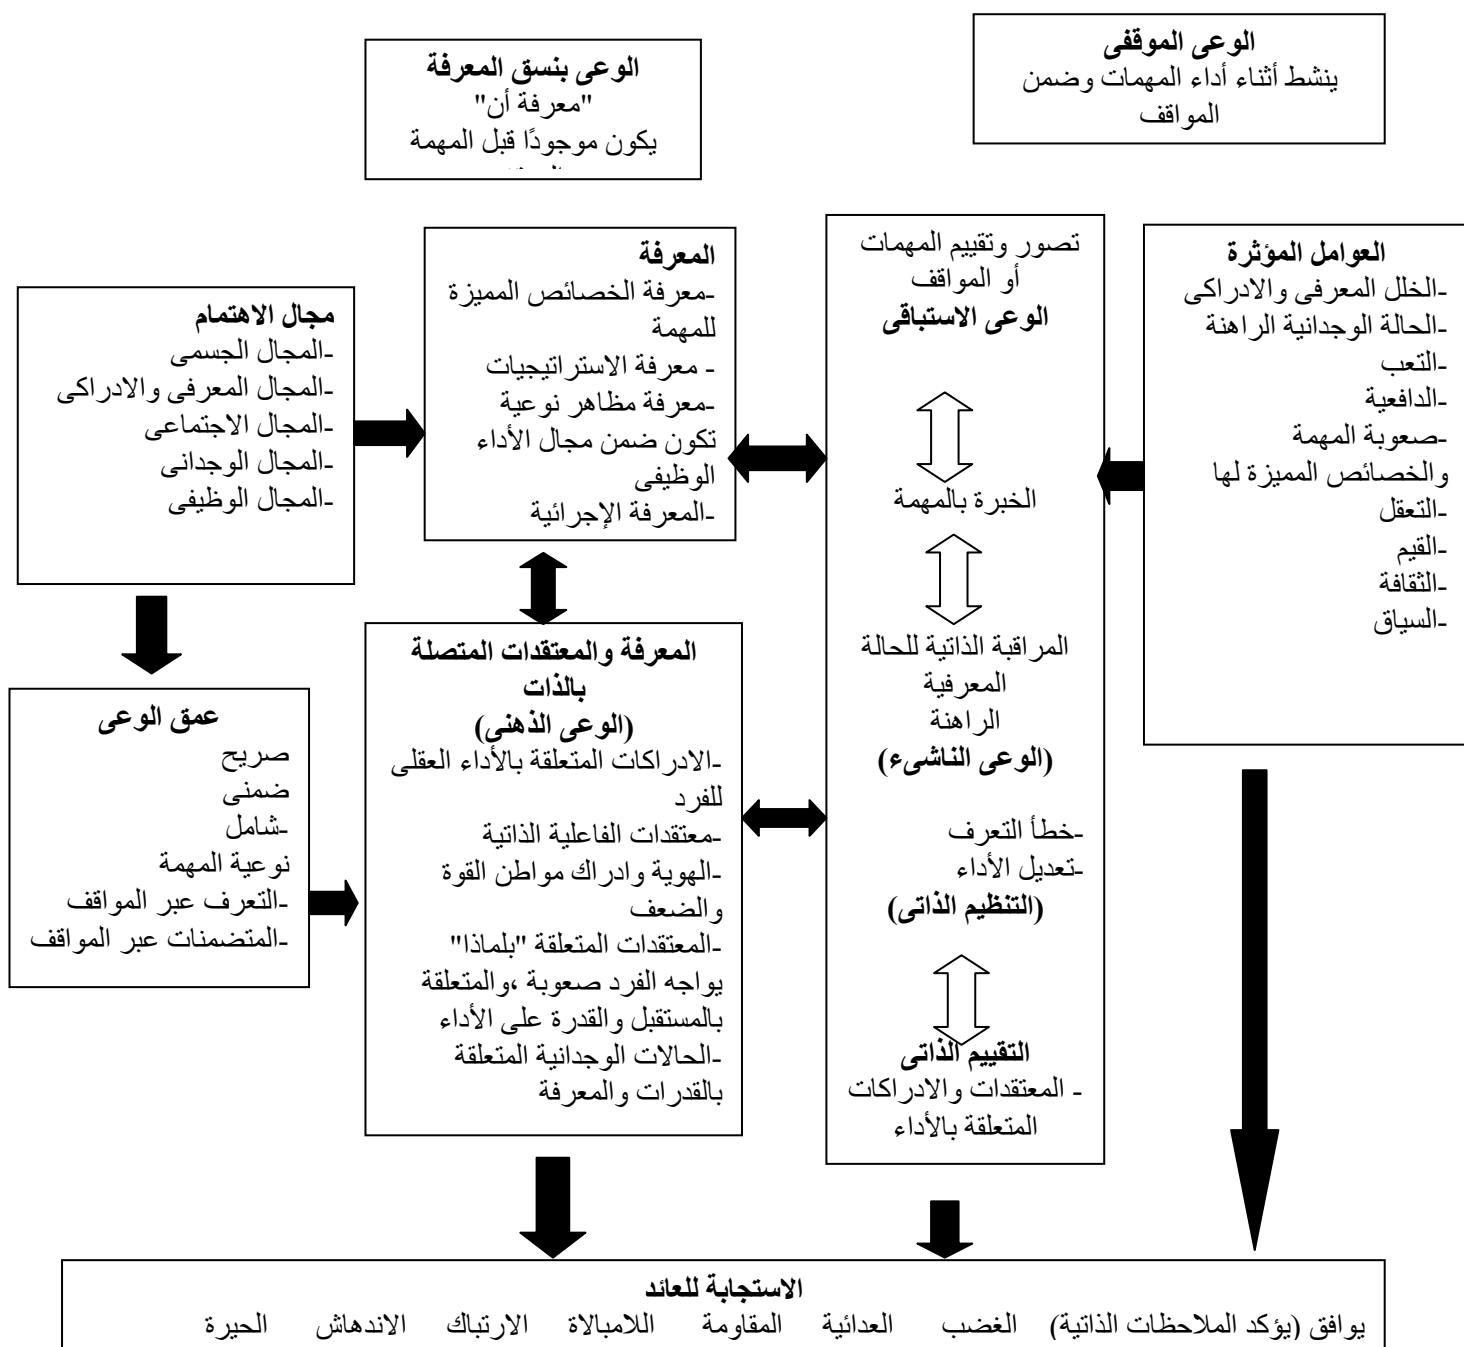 الوعى الموقفى
ينشط أثناء أداء المهمات وضمن
المواقف
الوعى بنسق المعرفة
"معرفة أن"
يكون موجودًا قبل المهمة
العوامل المؤثرة
-الخلل المعرفى والادراكى
-الحالة الوجدانية الراهنة
-التعب
-الدافعية
-صعوبة المهمة
والخصائص المميزة لها
-التعقل
-القيم
-الثقافة
-السياق
تصور وتقييم المهمات
أو المواقف
الوعى الاستباقى
الخبرة بالمهمة
المراقبة الذاتية للحالة
المعرفية
الراهنة
(الوعى الناشىء)
-خطأ التعرف
-تعديل الأداء
(التنظيم الذاتى)
التقييم الذاتى
- المعتقدات والادراكات
المتعلقة بالأداء
المعرفة
-معرفة الخصائص المميزة
للمهمة
- معرفة الاستراتيجيات
-معرفة مظاهر نوعية
تكون ضمن مجال الأداء
الوظيفى
-المعرفة الإجرائية
المعرفة والمعتقدات المتصلة
بالذات
(الوعى الذهنى)
-الادراكات المتعلقة بالأداء العقلى
للفرد
-معتقدات الفاعلية الذاتية
-الهوية وادراك مواطن القوة
والضعف
-المعتقدات المتعلقة "بلماذا"
يواجه الفرد صعوبة ،والمتعلقة
بالمستقبل والقدرة على الأداء
-الحالات الوجدانية المتعلقة
بالقدرات والمعرفة
مجال الاهتمام
-المجال الجسمى
-المجال المعرفى والادراكى
-المجال الاجتماعى
-المجال الوجدانى
-المجال الوظيفى
عمق الوعى
صريح
ضمنى
-شامل
نوعية المهمة
-التعرف عبر المواقف
-المتضمنات عبر المواقف
الاستجابة للعائد
يوافق (يؤكد الملاحظات الذاتية) الغضب العدائية المقاومة اللامبالاة الارتباك الاندهاش الحيرة